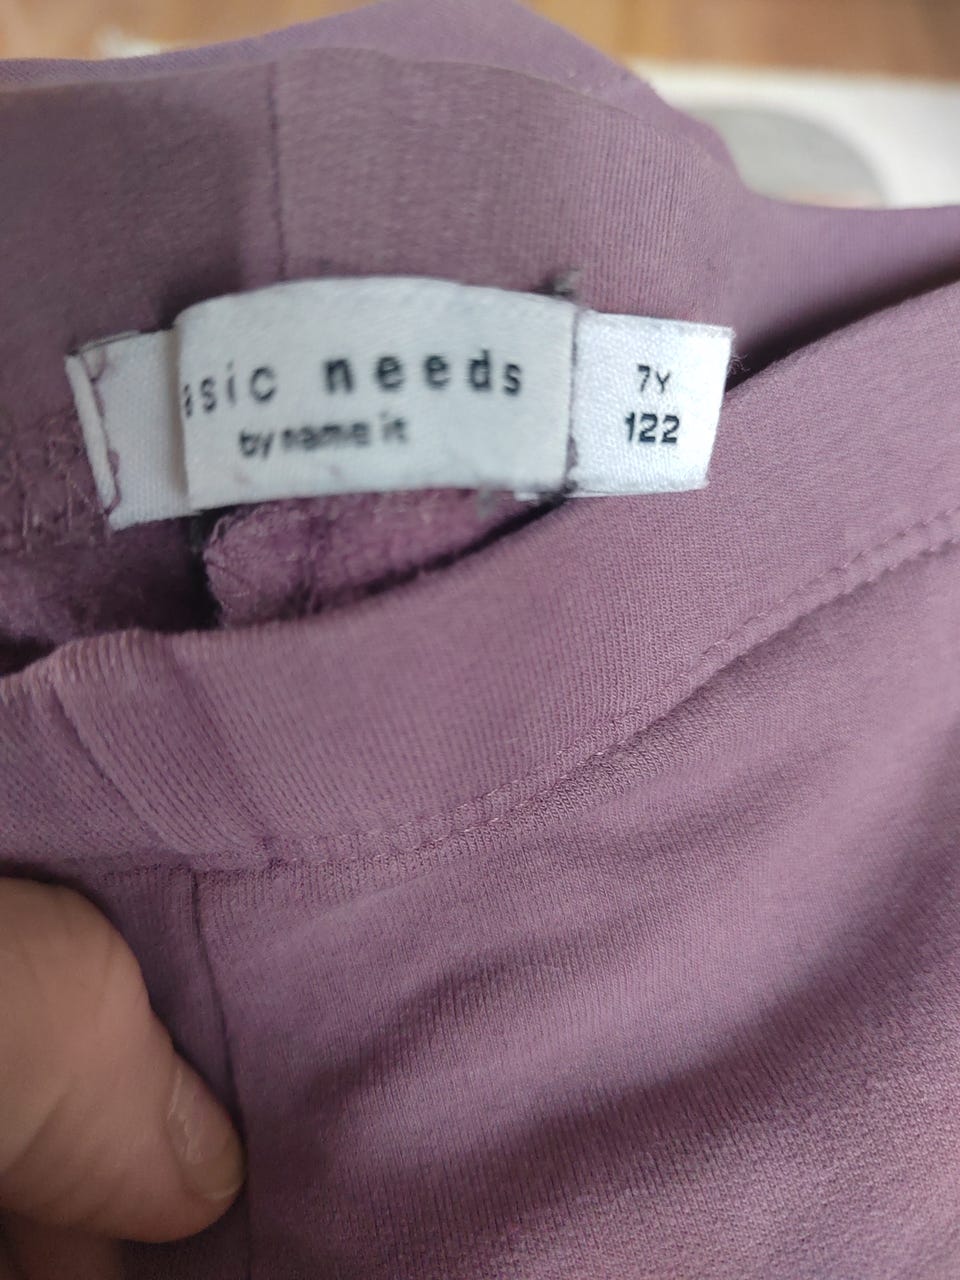 asic needs
by name it
7Y
122